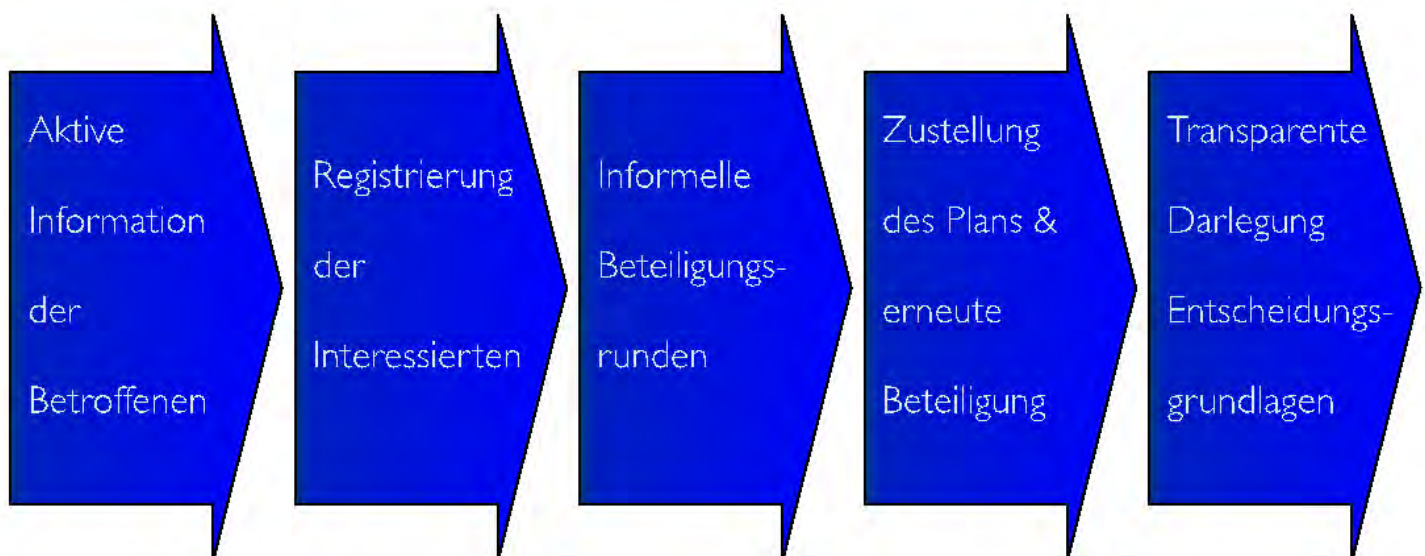 Aktive
Information
der
Betroffenen
Registrierung
der
Interessierten
Informelle
Beteiligungs-
runden
Zustellung
des Plans &
erneute
Beteiligung
Transparente
Darlegung
Entscheidungs-
grundlagen